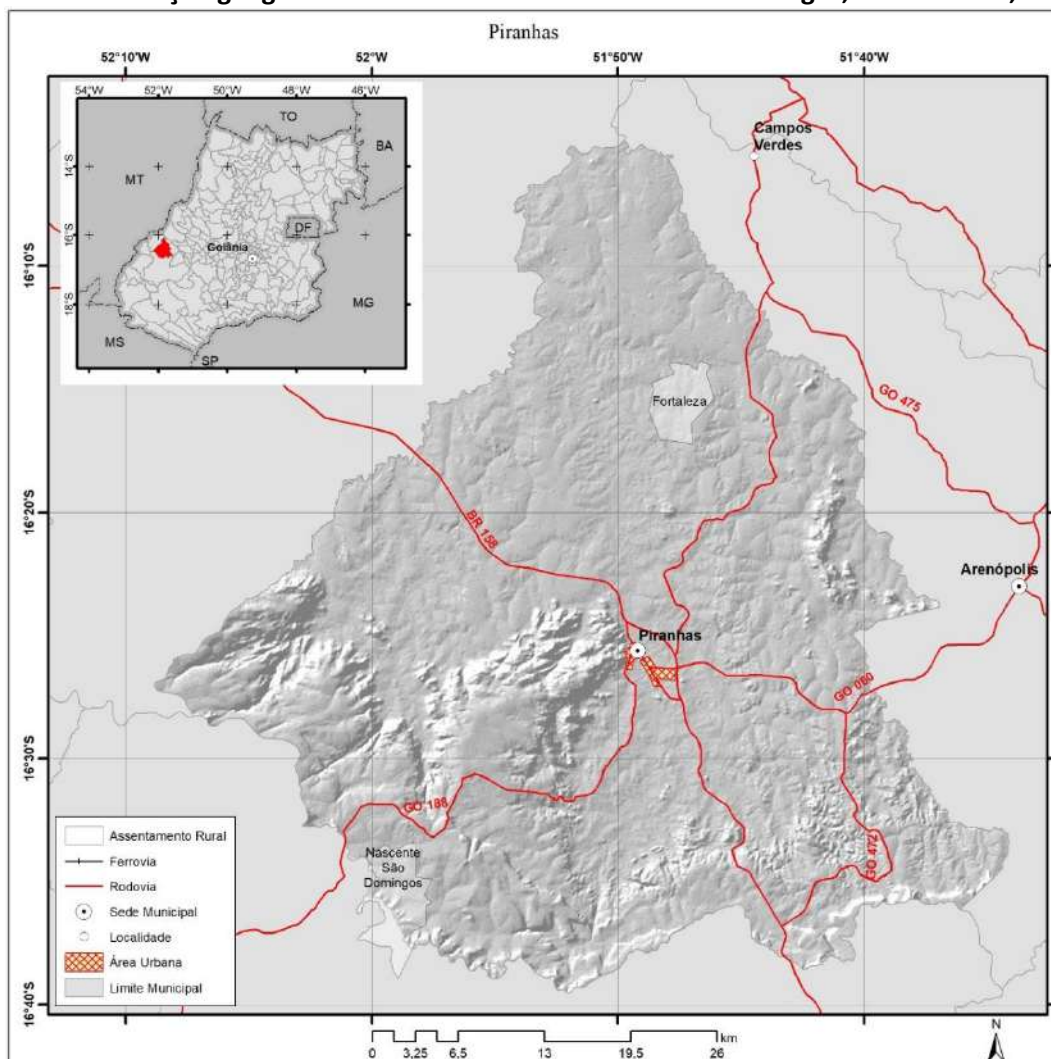 Piranhas
52°10'W
52°W
51°50'W
51°40'W
54°W
52°W
50°W
48°W
46°W
TO
BA
MT
14°S
DF
16°S
Goiânia
18°S
MG
MS
SP
Campos
Verdes
16°10'S
Fortaleza
GO 475
16°20'S
BR 158
Arenópolis
Piranhas
GO 060
16°30'S
GO 188
GO 472
Nascente
São
Domingos
Assentamento Rural
Ferrovia
Rodovia
Sede Municipal
Localidade
Área Urbana
Limite Municipal
16°40'S
km
0 3,25 6,5 13 19,5 26
N